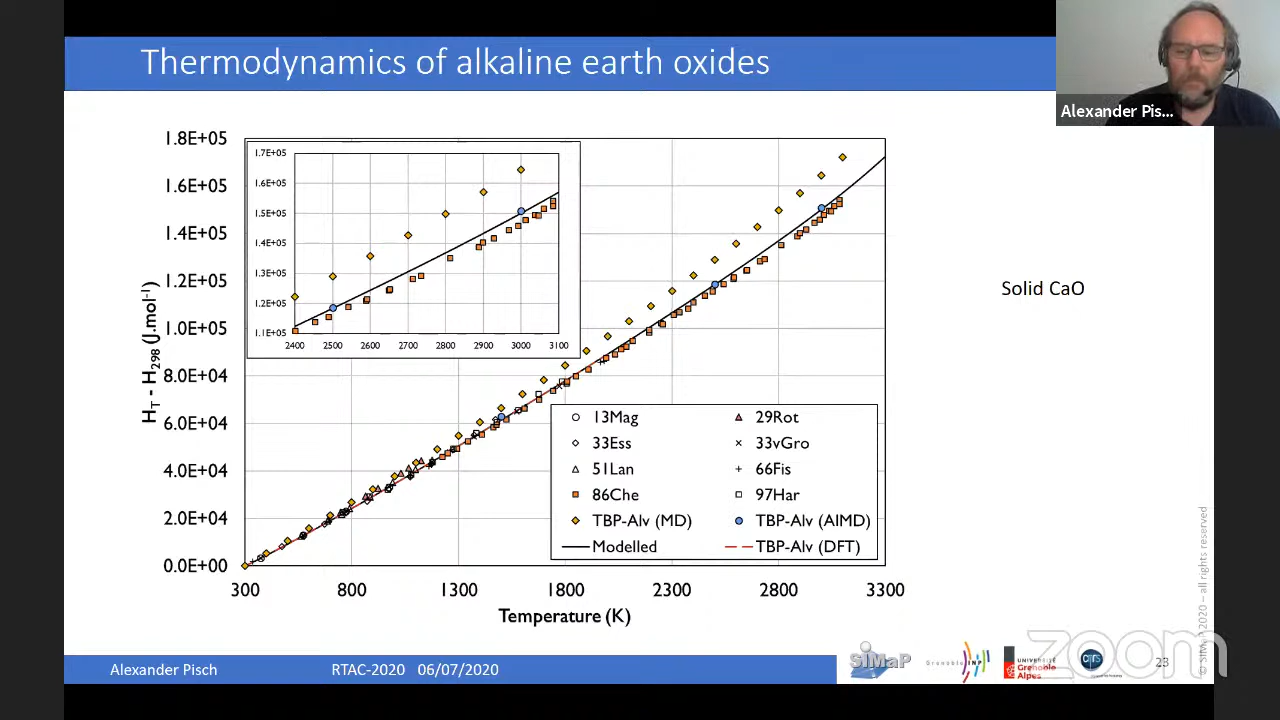 Thermodynamics of alkaline earth oxides
Alexander Pis...
1.8E+05
1.6E+05
1.4E+05
1.2E+05
1.0E+05
8.0E+04
6.0E+04
4.0E+04
2.0E+04
0.0E+00
H_T - H_298 (J.mol⁻¹)
1.7E+05
1.6E+05
1.5E+05
1.4E+05
1.3E+05
1.2E+05
1.1E+05
2400 2500 2600 2700 2800 2900 3000 3100
Solid CaO
13Mag 29Rot
33Ess 33vGro
51Lan 66Fis
86Che 97Har
TBP-Alv (MD) TBP-Alv (AIMD)
Modelled TBP-Alv (DFT)
300 800 1300 1800 2300 2800 3300
Temperature (K)
© SIMaP 2020 – all rights reserved
Alexander Pisch RTAC-2020 06/07/2020
SIMaP
Grenoble INP
UNIVERSITÉ
Grenoble
Alpes
cnrs
zoom
23